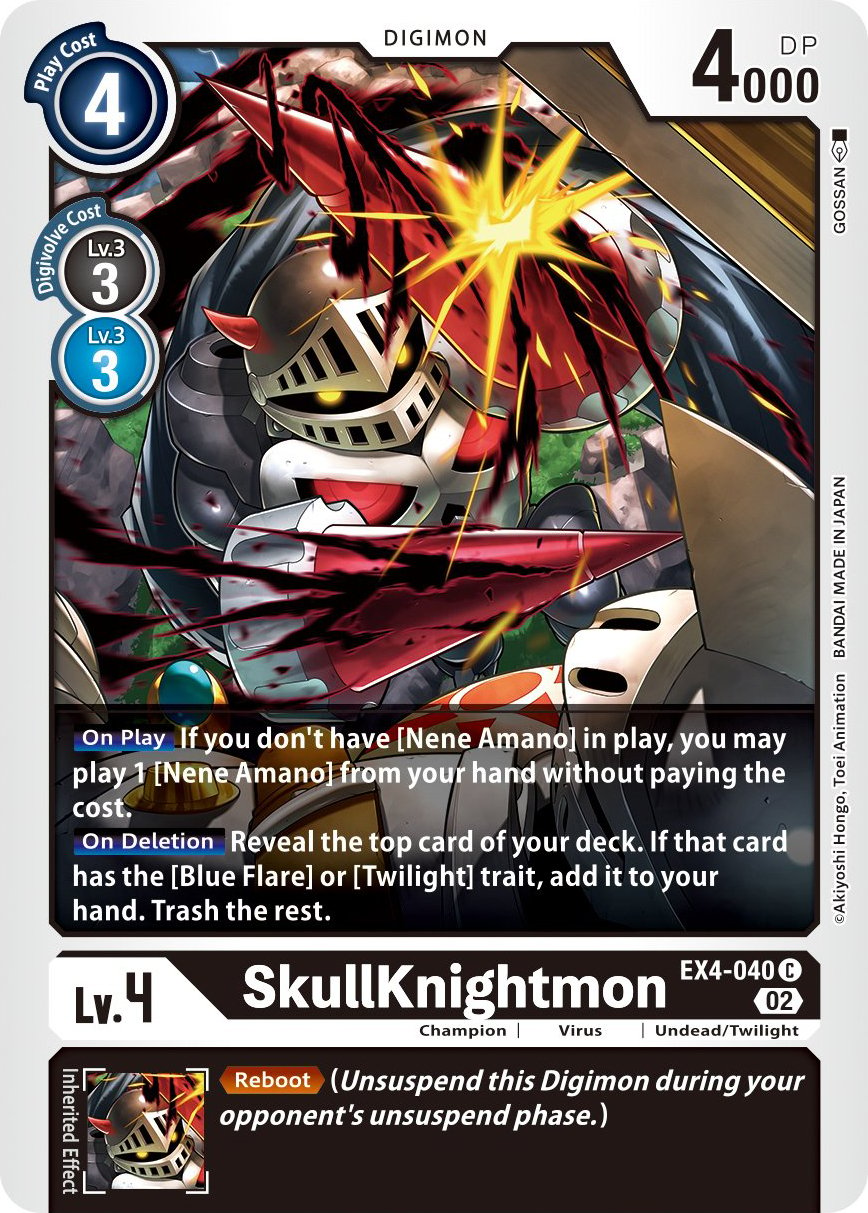 DIGIMON
Play Cost
4
DP
4000
Digivolve Cost
Lv.3
3
Lv.3
3
GOSSAN
BANDAI MADE IN JAPAN
©Akiyoshi Hongo, Toei Animation
On Play If you don't have [Nene Amano] in play, you may
play 1 [Nene Amano] from your hand without paying the
cost.
On Deletion Reveal the top card of your deck. If that card
has the [Blue Flare] or [Twilight] trait, add it to your
hand. Trash the rest.
Lv.4
SkullKnightmon
EX4-040 C
02
Champion | Virus | Undead/Twilight
Inherited Effect
Reboot (Unsuspend this Digimon during your
opponent's unsuspend phase.)